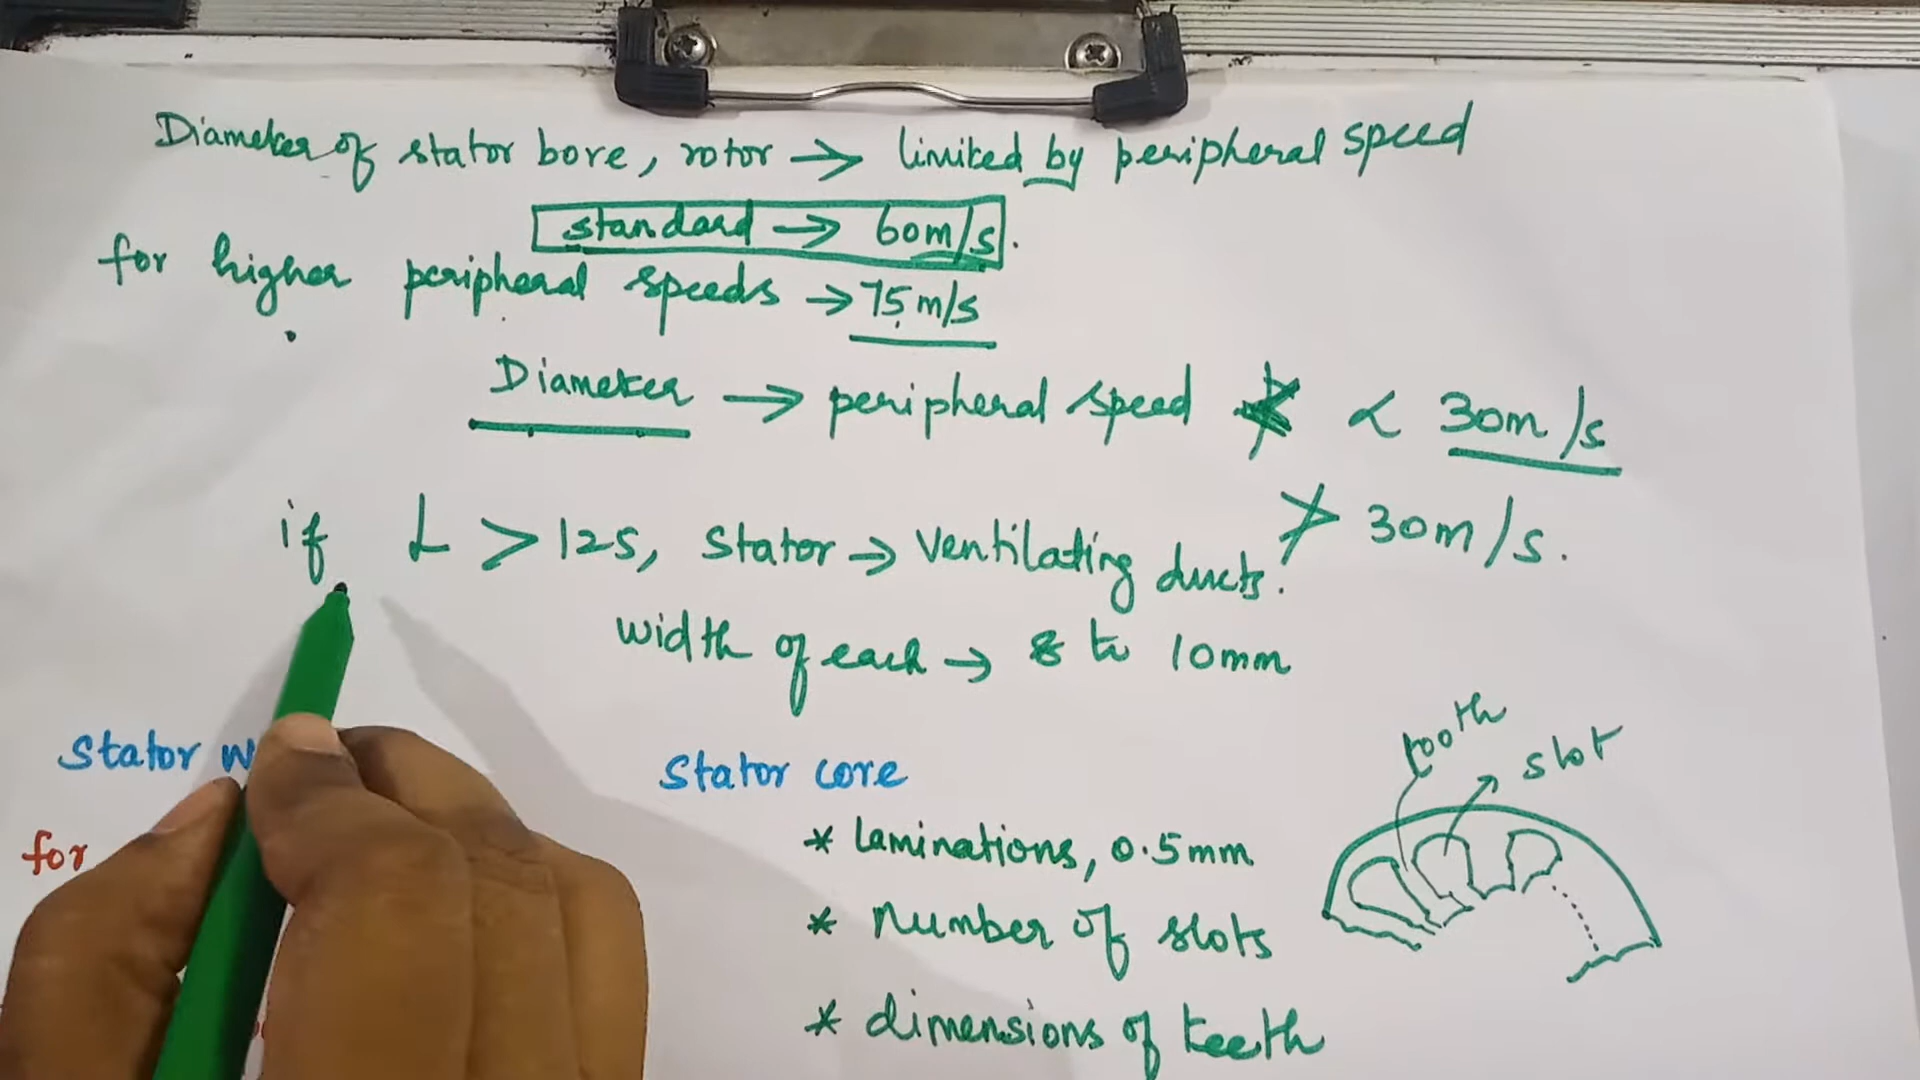 Diameter of stator bore, rotor → limited by peripheral speed
standard → 60m/s.
for higher peripheral speeds → 75m/s
Diameter → peripheral speed < 30m/s
≯ 30m/s.
if L > 125, stator → ventilating ducts.
width of each → 8 to 10mm
tooth
slot
Stator
Stator core
for
* laminations, 0.5mm
* Number of slots
* dimensions of teeth